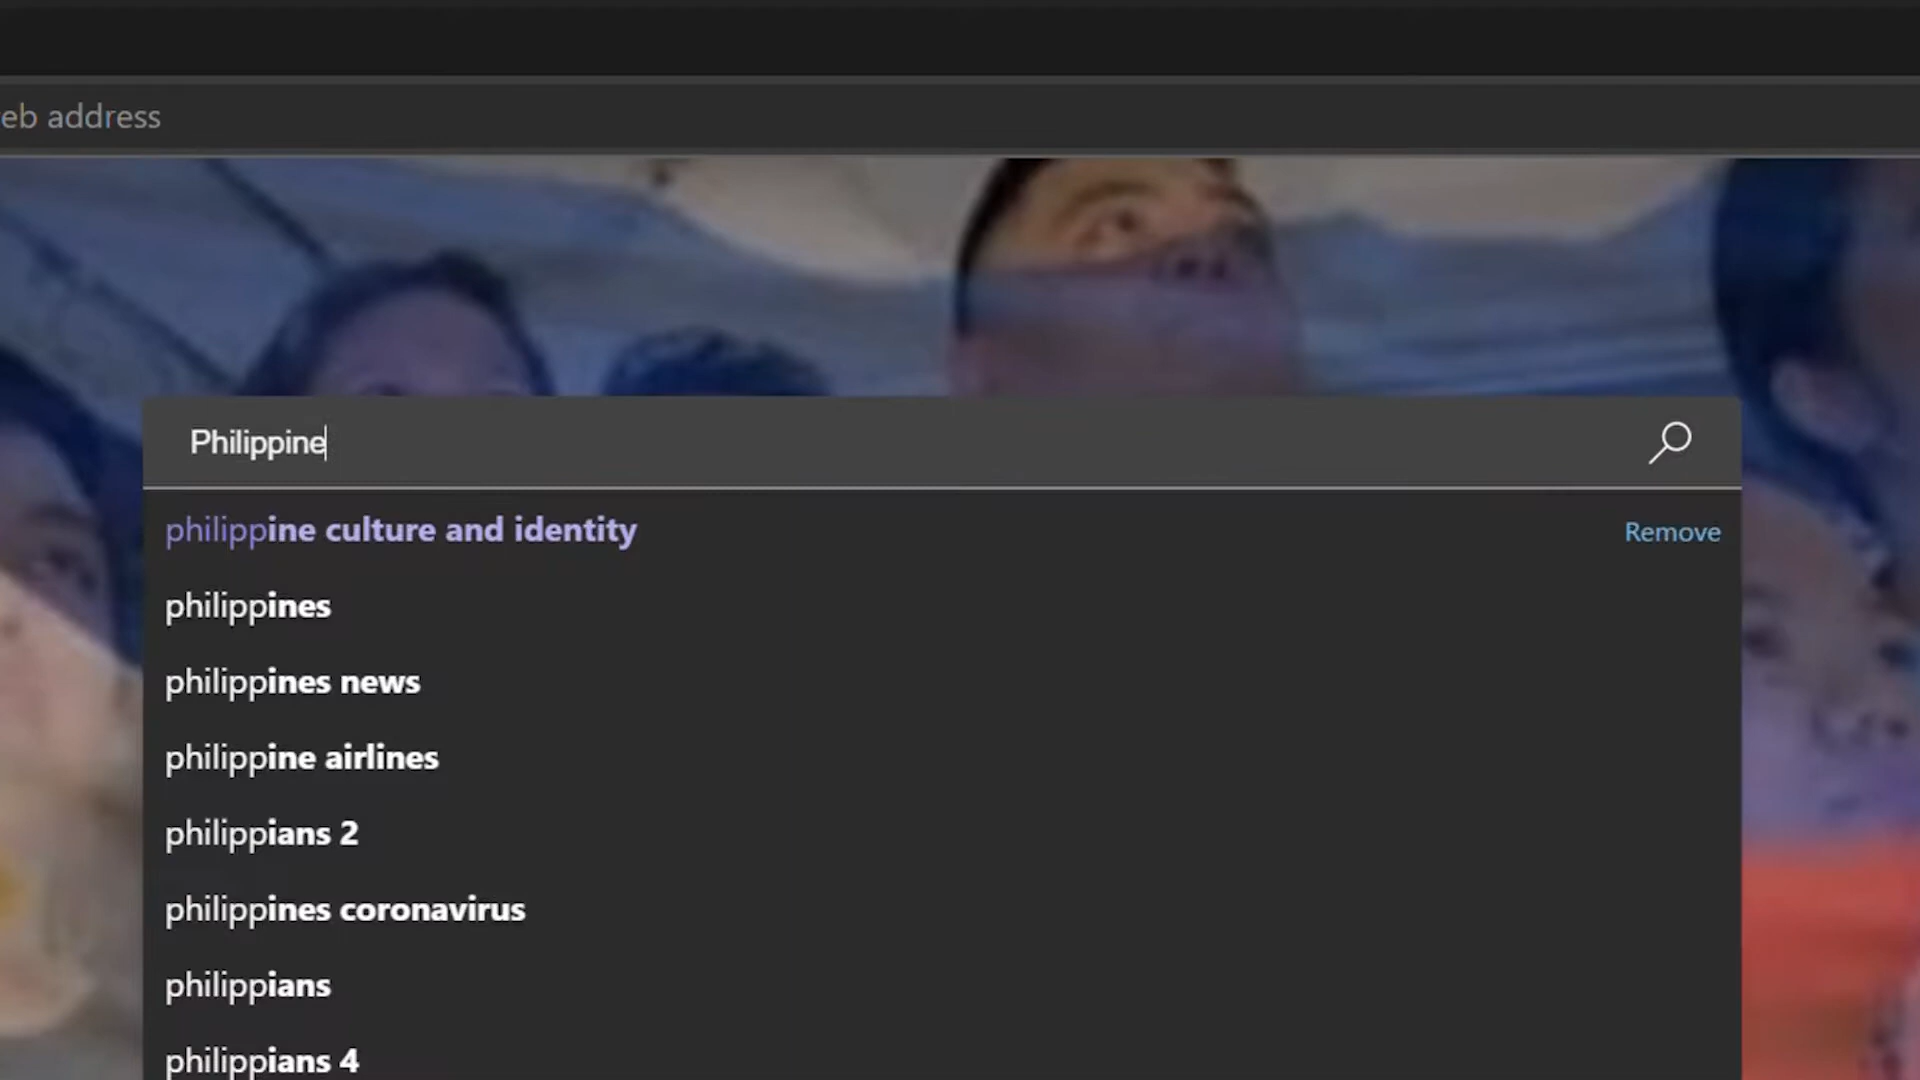 eb address
Philippine
philippine culture and identity
Remove
philippines
philippines news
philippine airlines
philippians 2
philippines coronavirus
philippians
philippians 4